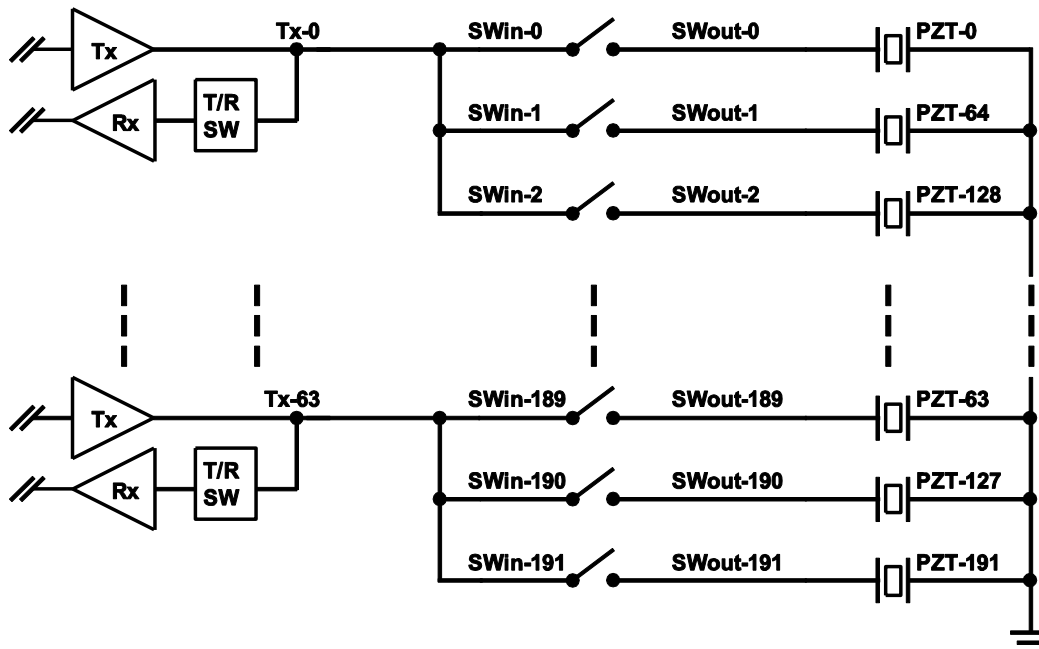 Tx-0 SWin-0 SWout-0 PZT-0
Tx
T/R
SW
Rx
SWin-1 SWout-1 PZT-64
SWin-2 SWout-2 PZT-128
Tx-63 SWin-189 SWout-189 PZT-63
Tx
T/R
SW
Rx
SWin-190 SWout-190 PZT-127
SWin-191 SWout-191 PZT-191